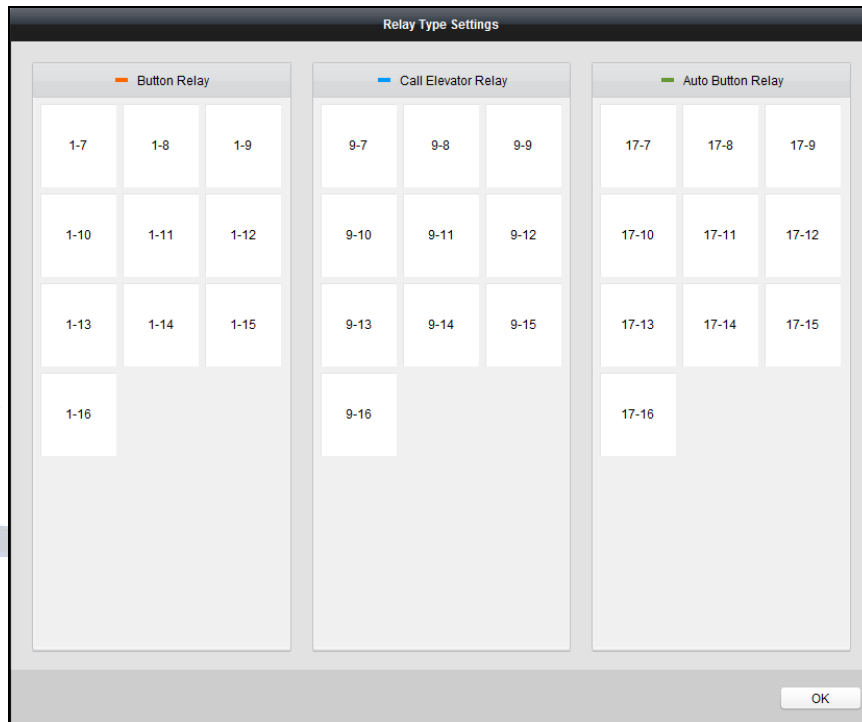 Relay Type Settings
Button Relay
1-7 1-8 1-9
1-10 1-11 1-12
1-13 1-14 1-15
1-16
Call Elevator Relay
9-7 9-8 9-9
9-10 9-11 9-12
9-13 9-14 9-15
9-16
Auto Button Relay
17-7 17-8 17-9
17-10 17-11 17-12
17-13 17-14 17-15
17-16
OK